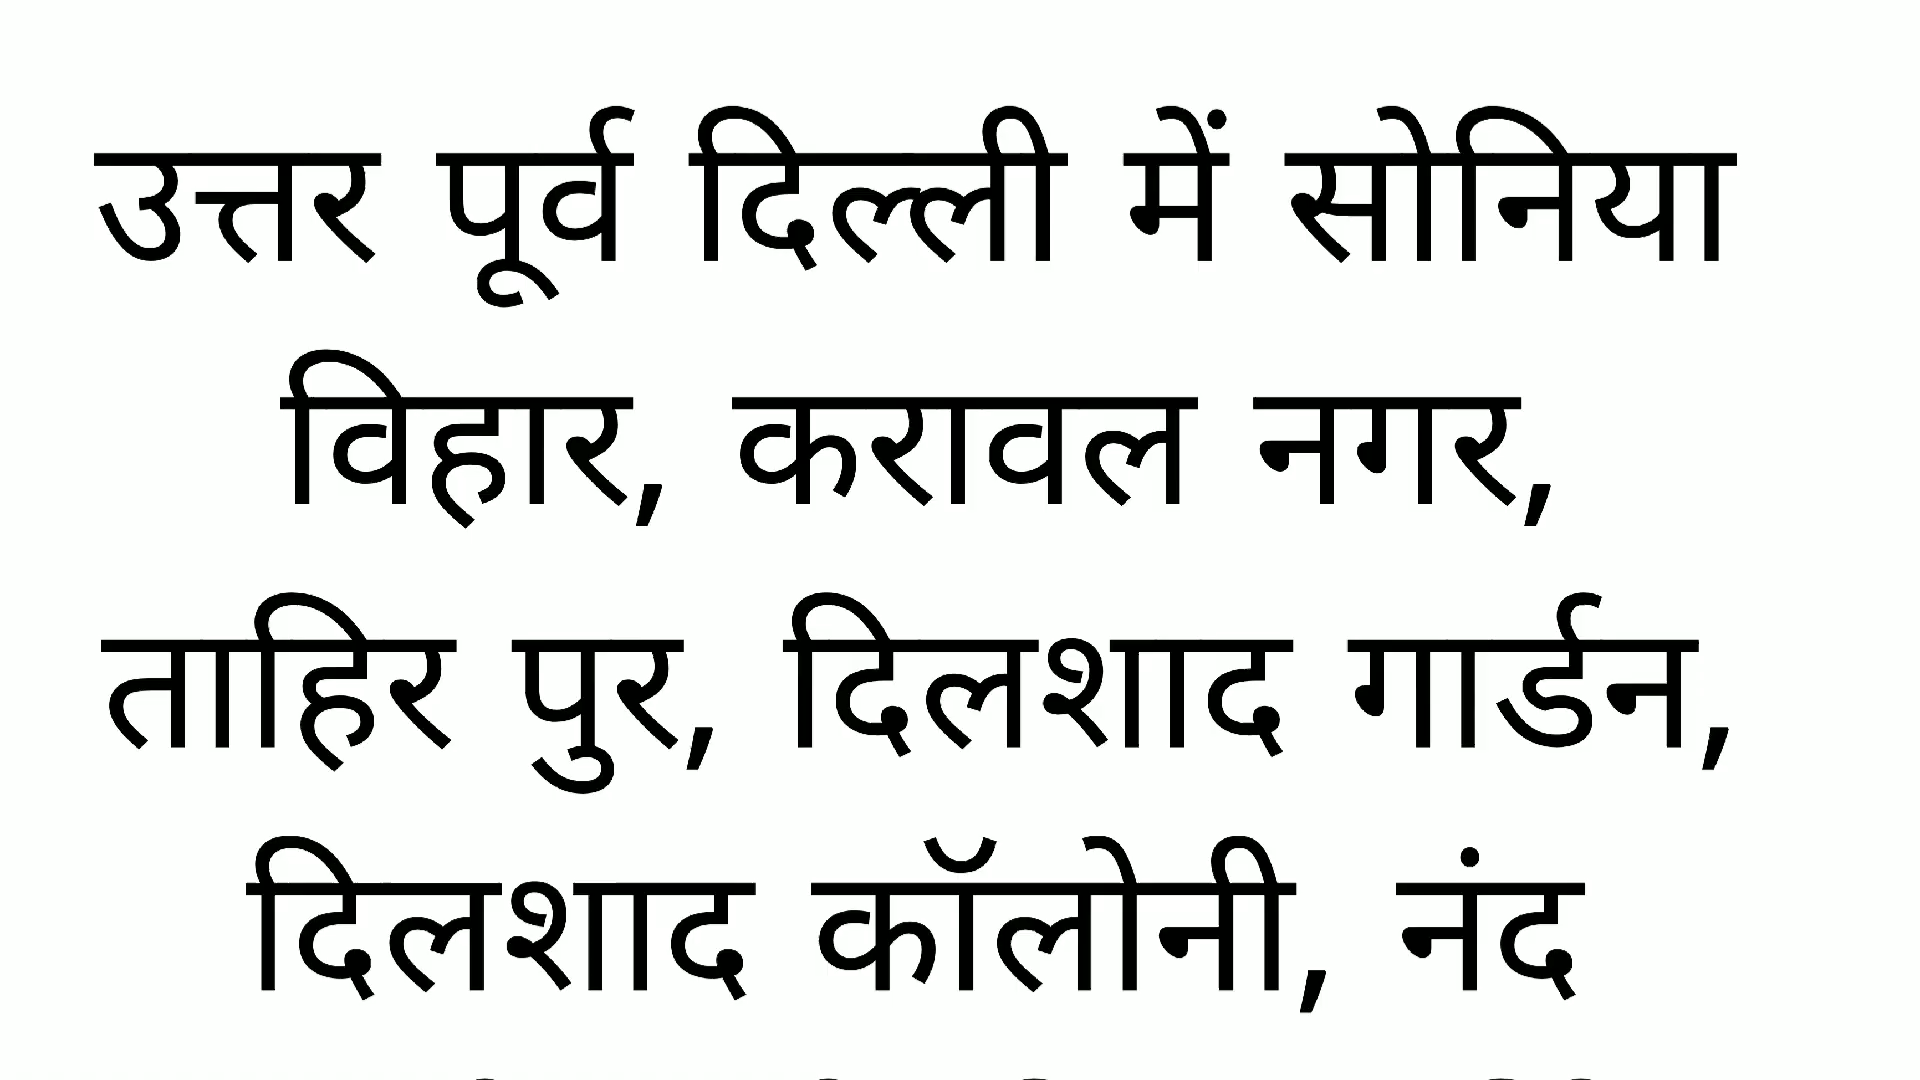 उत्तर पूर्व दिल्ली में सोनिया
विहार, करावल नगर,
ताहिर पुर, दिलशाद गार्डन,
दिलशाद कॉलोनी, नंद